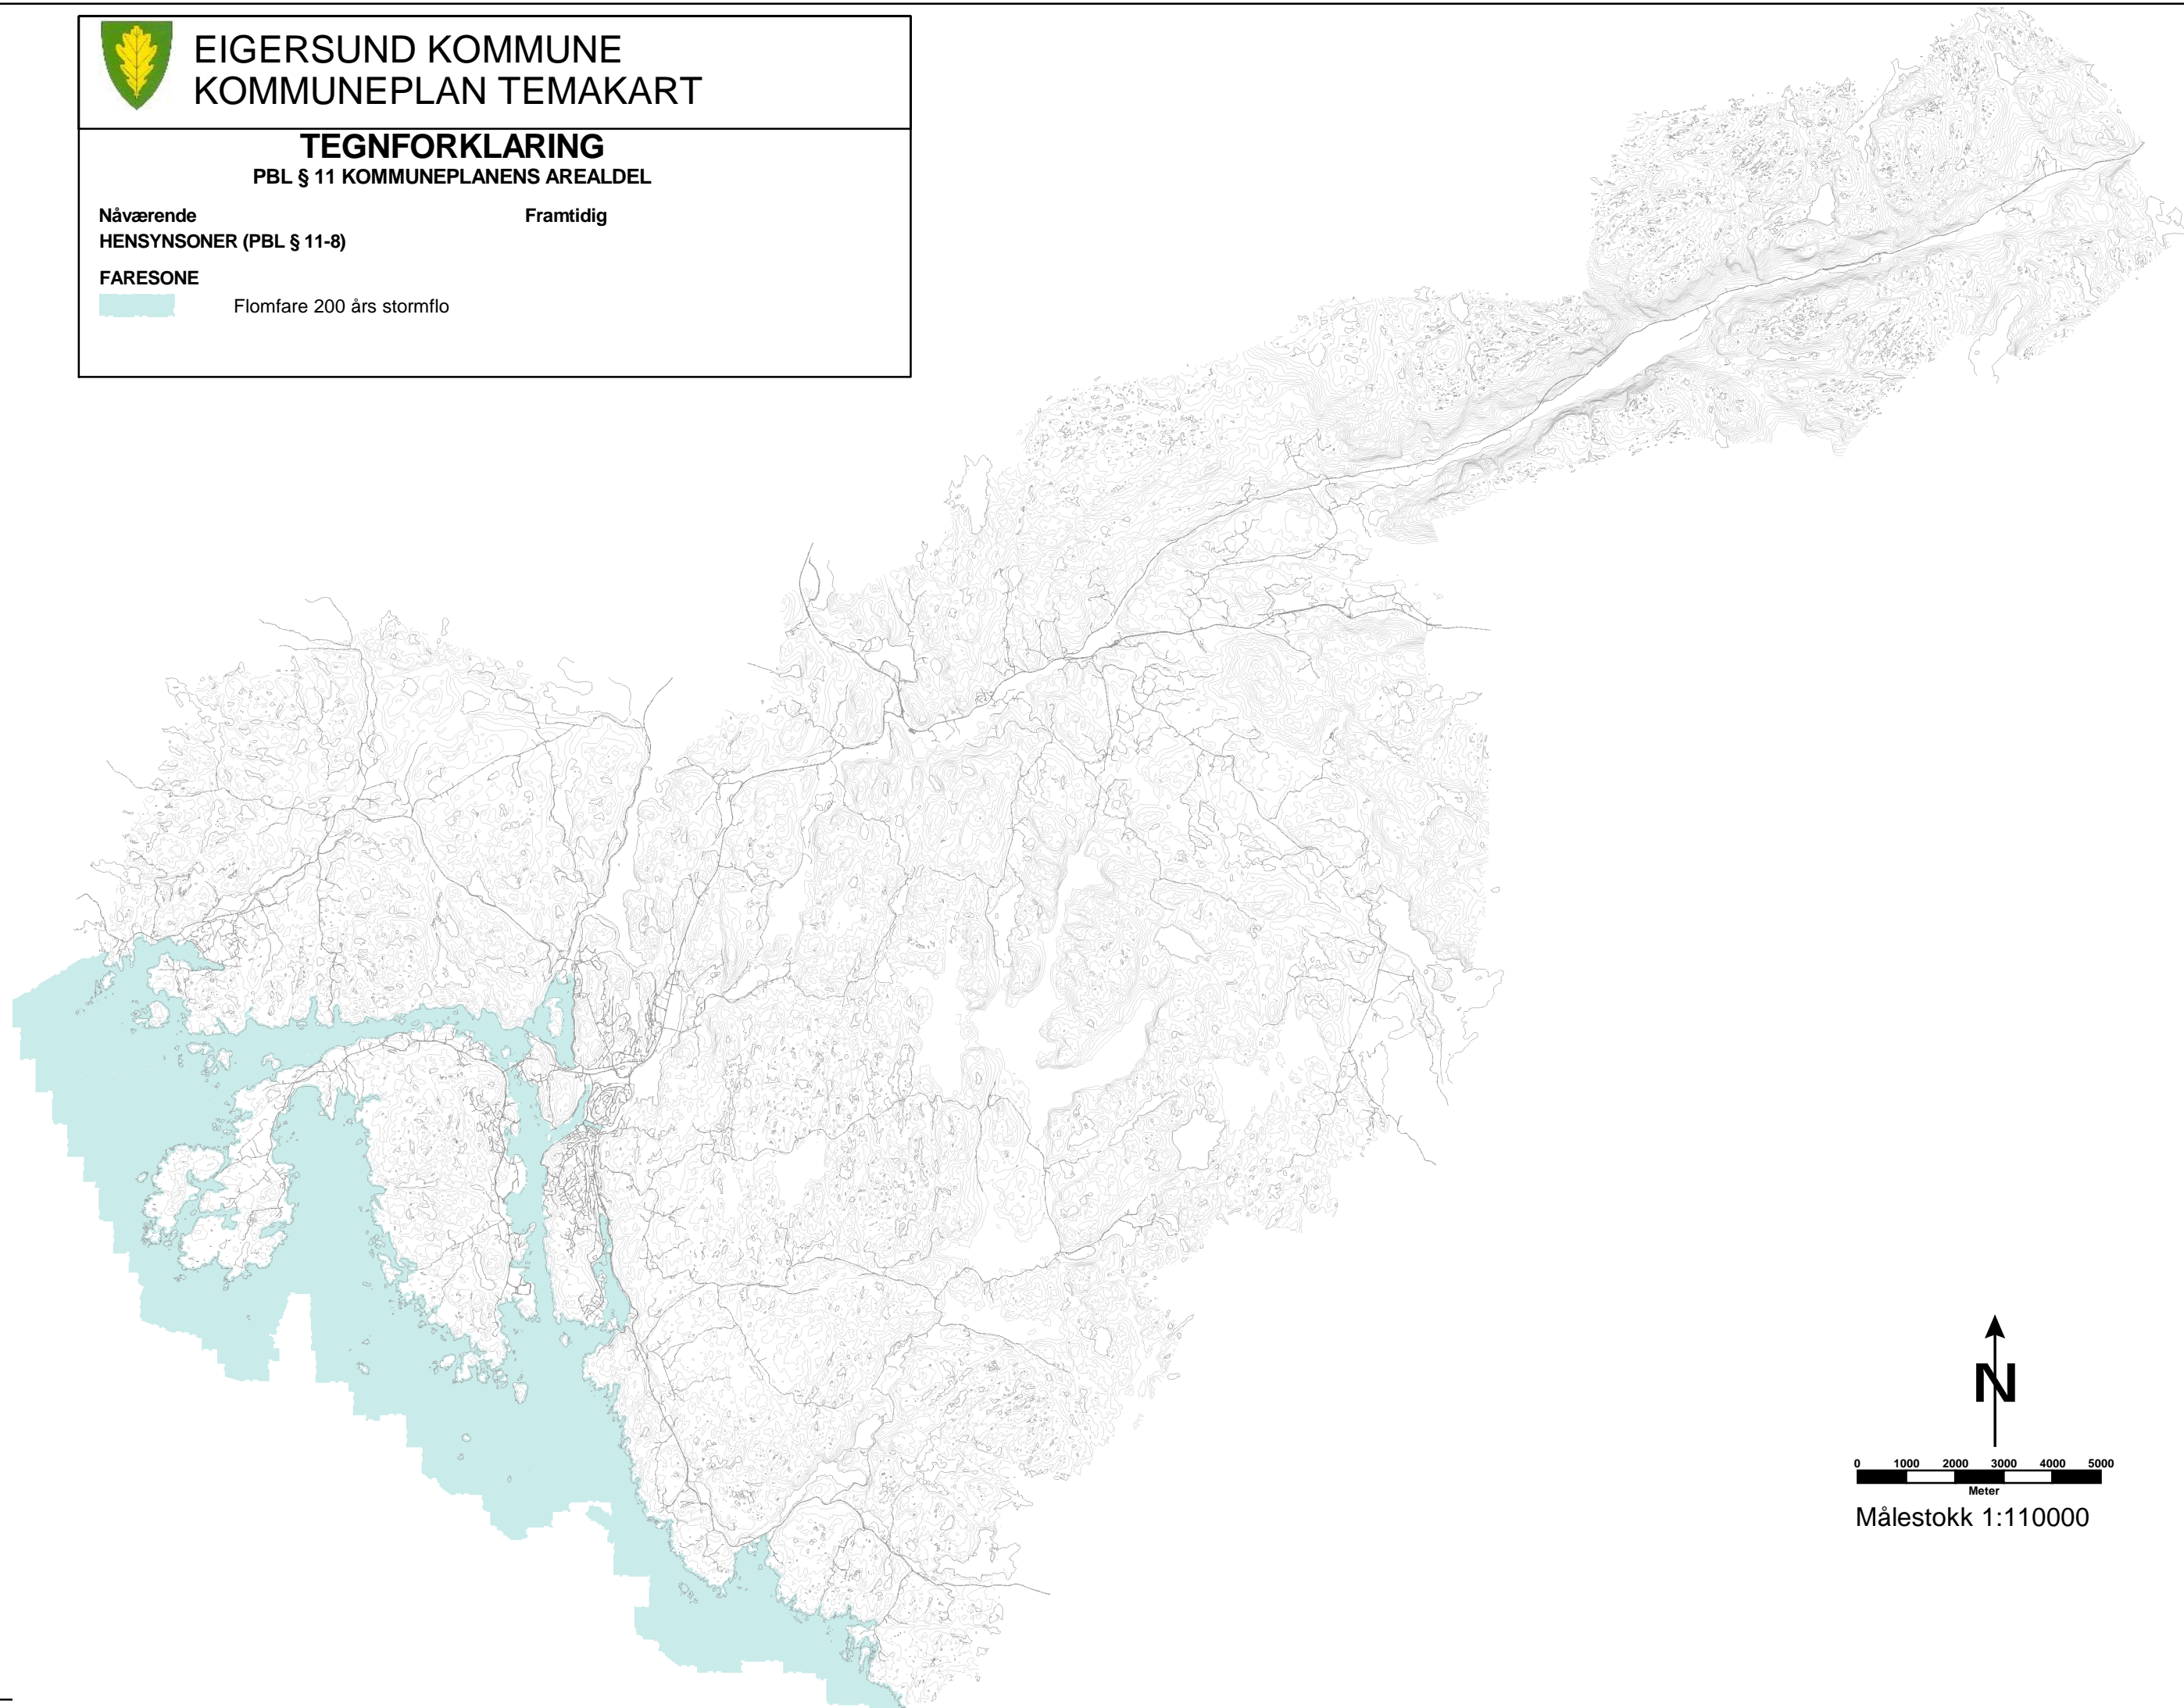 EIGERSUND KOMMUNE
KOMMUNEPLAN TEMAKART
TEGNFORKLARING
PBL § 11 KOMMUNEPLANENS AREALDEL
Nåværende Framtidig
HENSYNSONER (PBL § 11-8)
FARESONE
Flomfare 200 års stormflo
N
0 1000 2000 3000 4000 5000
Meter
Målestokk 1:110000